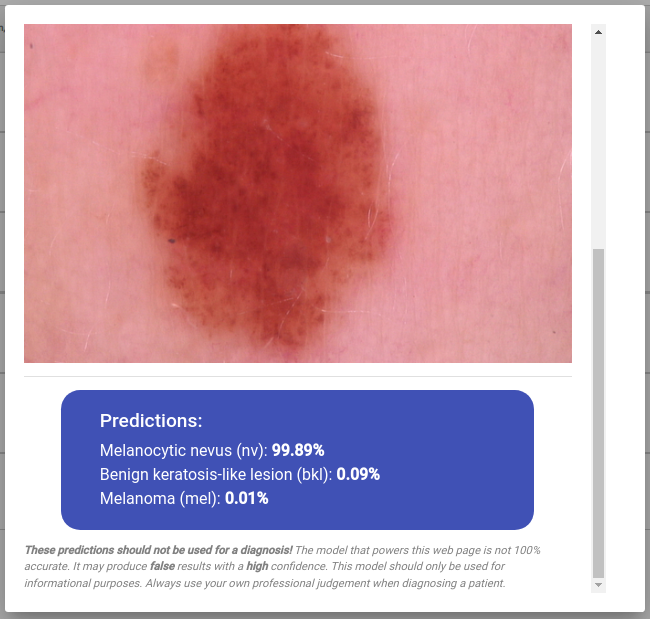 Predictions:
Melanocytic nevus (nv): 99.89%
Benign keratosis-like lesion (bkl): 0.09%
Melanoma (mel): 0.01%
These predictions should not be used for a diagnosis! The model that powers this web page is not 100%
accurate. It may produce false results with a high confidence. This model should only be used for
informational purposes. Always use your own professional judgement when diagnosing a patient.